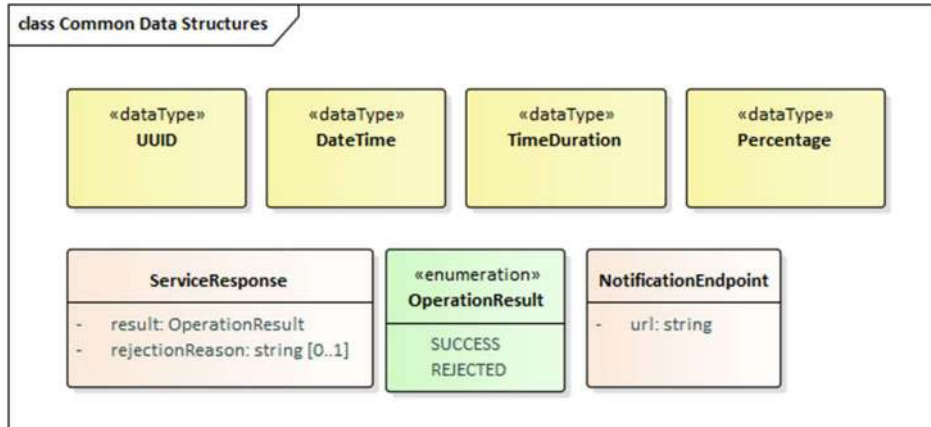 class Common Data Structures
«dataType»
UUID
«dataType»
DateTime
«dataType»
TimeDuration
«dataType»
Percentage
ServiceResponse
- result: OperationResult
- rejectionReason: string [0..1]
«enumeration»
OperationResult
SUCCESS
REJECTED
NotificationEndpoint
- url: string